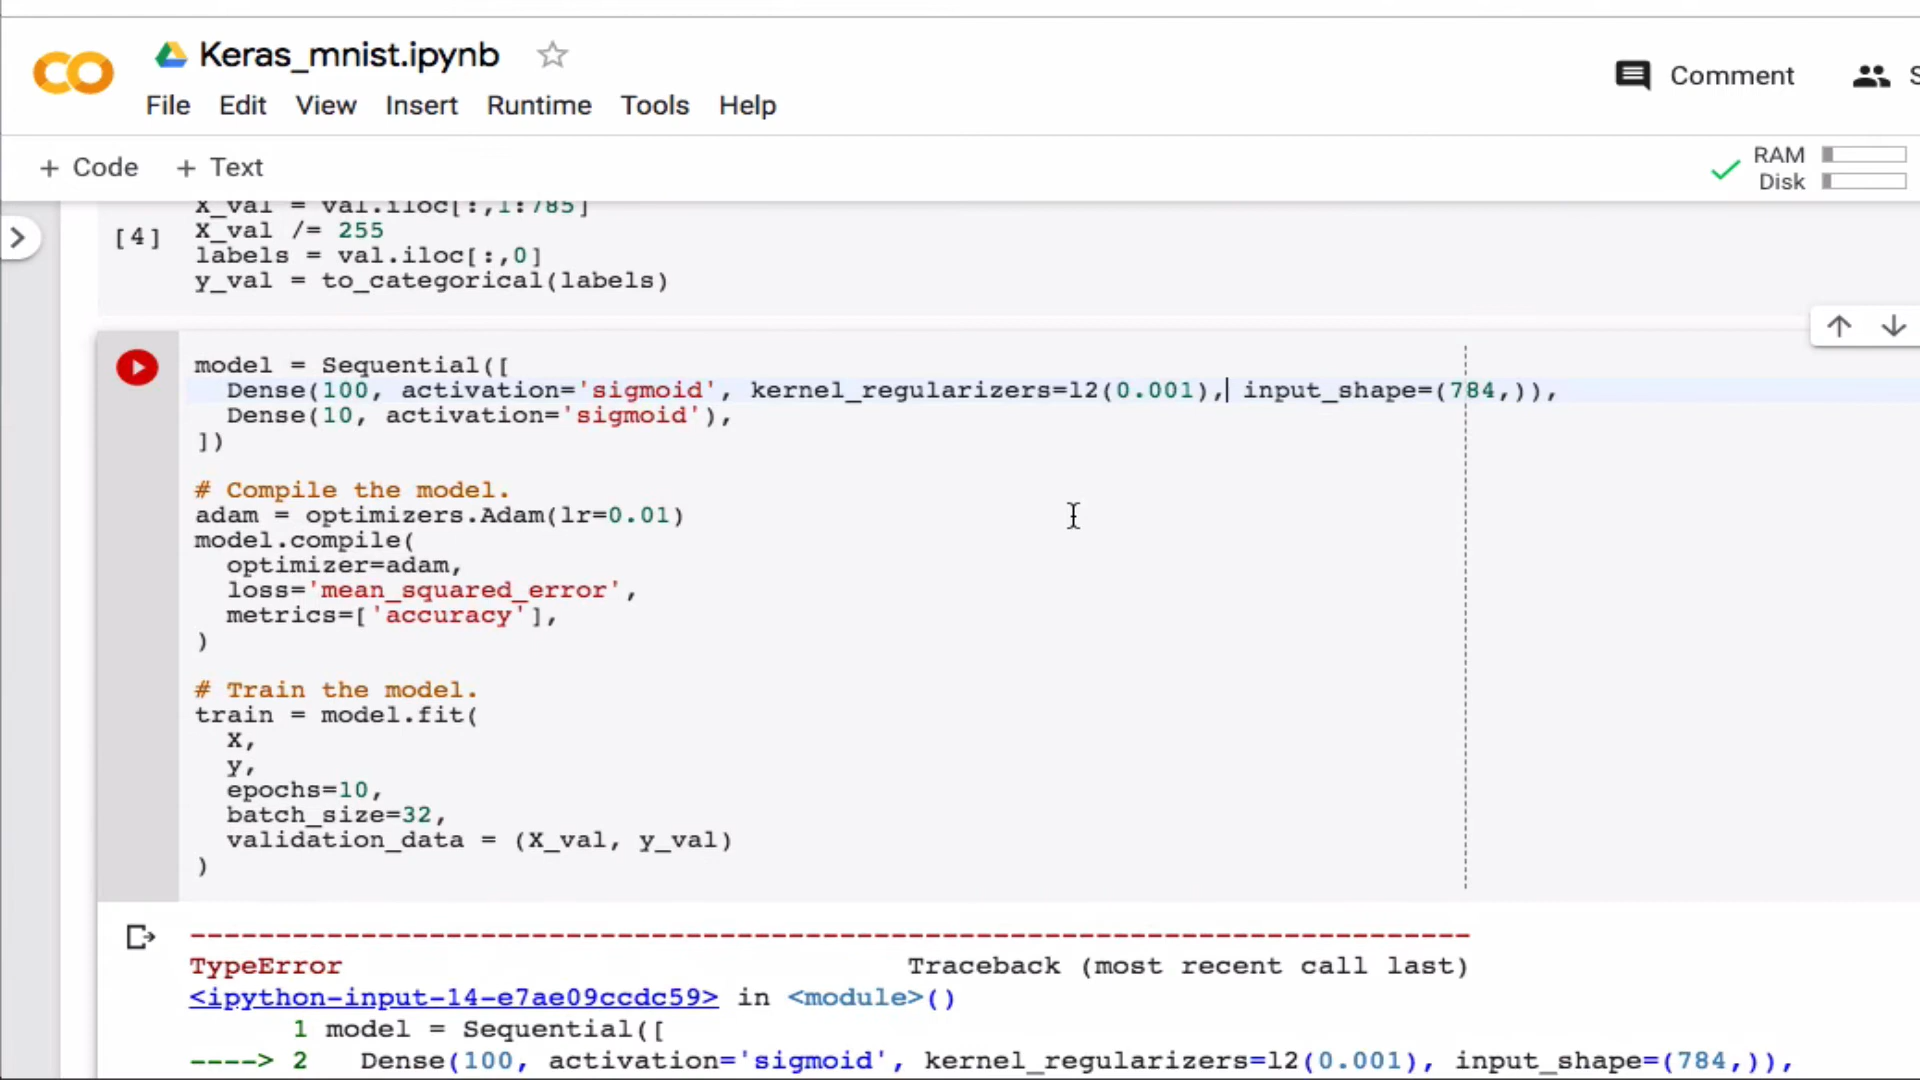 Keras_mnist.ipynb
Comment
S
File Edit View Insert Runtime Tools Help
+ Code + Text
RAM
Disk
X_val = val.iloc[:,1:785]
[4]
X_val /= 255
labels = val.iloc[:,0]
y_val = to_categorical(labels)
model = Sequential([
  Dense(100, activation='sigmoid', kernel_regularizers=l2(0.001), input_shape=(784,)),
  Dense(10, activation='sigmoid'),
])
# Compile the model.
adam = optimizers.Adam(lr=0.01)
model.compile(
  optimizer=adam,
  loss='mean_squared_error',
  metrics=['accuracy'],
)
# Train the model.
train = model.fit(
  X,
  y,
  epochs=10,
  batch_size=32,
  validation_data = (X_val, y_val)
)
TypeError Traceback (most recent call last)
<ipython-input-14-e7ae09ccdc59> in <module>()
1 model = Sequential([
----> 2 Dense(100, activation='sigmoid', kernel_regularizers=l2(0.001), input_shape=(784,)),